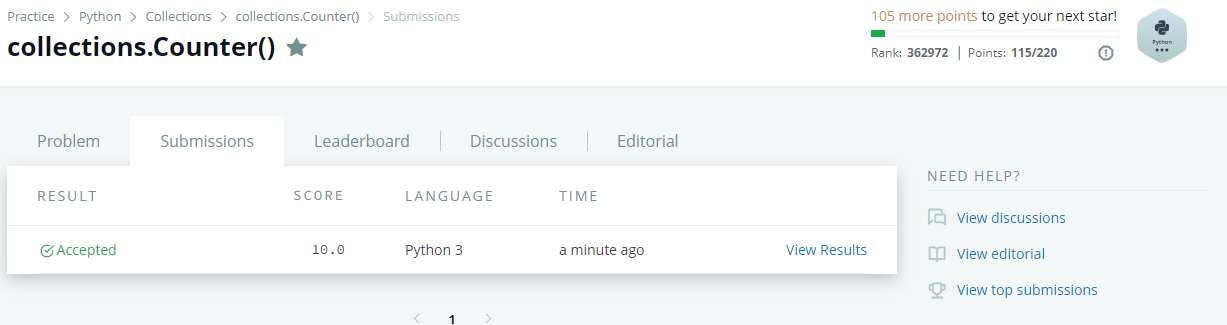 Practice > Python > Collections > collections.Counter() > Submissions
collections.Counter()
105 more points to get your next star!
Rank: 362972 | Points: 115/220
Python
Problem
Submissions
Leaderboard
Discussions
Editorial
RESULT SCORE LANGUAGE TIME
Accepted 10.0 Python 3 a minute ago View Results
1
NEED HELP?
View discussions
View editorial
View top submissions